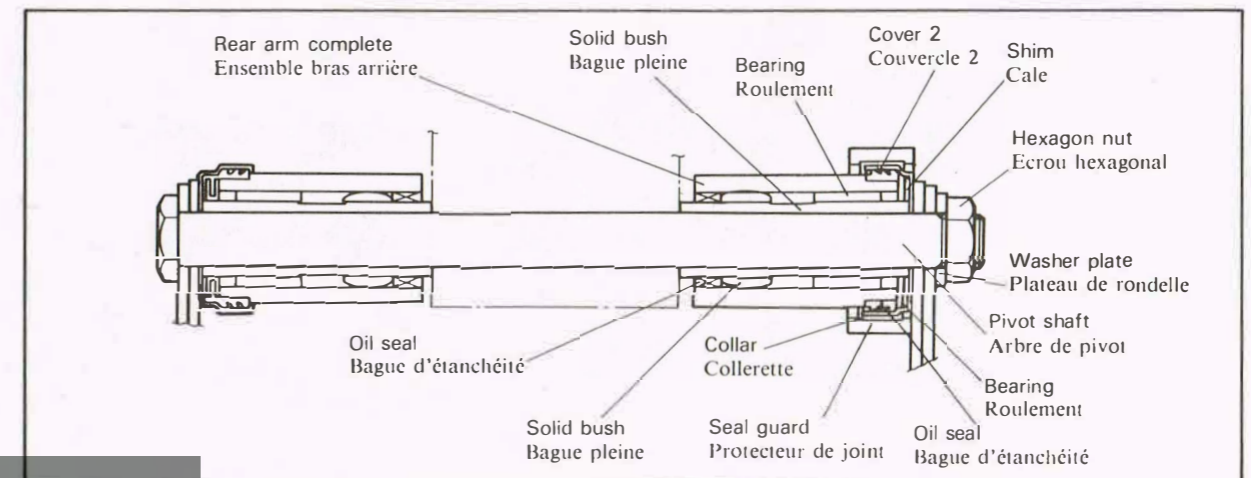 Rear arm complete
Ensemble bras arrière
Solid bush
Bague pleine
Bearing
Roulement
Cover 2
Couvercle 2
Shim
Cale
Hexagon nut
Ecrou hexagonal
Washer plate
Plateau de rondelle
Pivot shaft
Arbre de pivot
Oil seal
Bague d'étanchéité
Collar
Collerette
Bearing
Roulement
Solid bush
Bague pleine
Seal guard
Protecteur de joint
Oil seal
Bague d'étanchéité